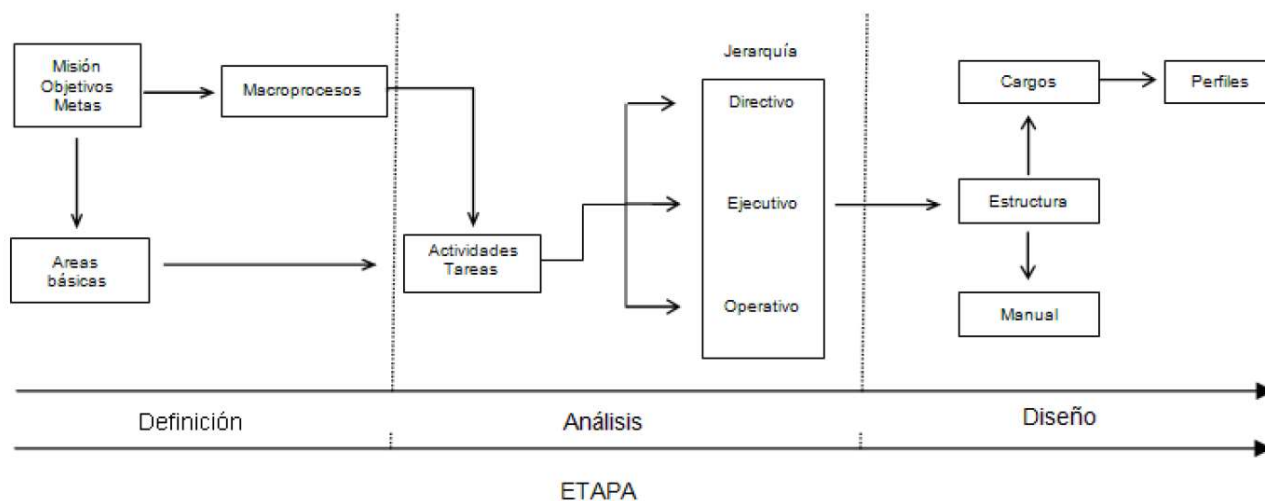 Misión
Objetivos
Metas
Macroprocesos
Areas
básicas
Actividades
Tareas
Jerarquía
Directivo
Ejecutivo
Operativo
Cargos
Perfiles
Estructura
Manual
Definición
Análisis
Diseño
ETAPA